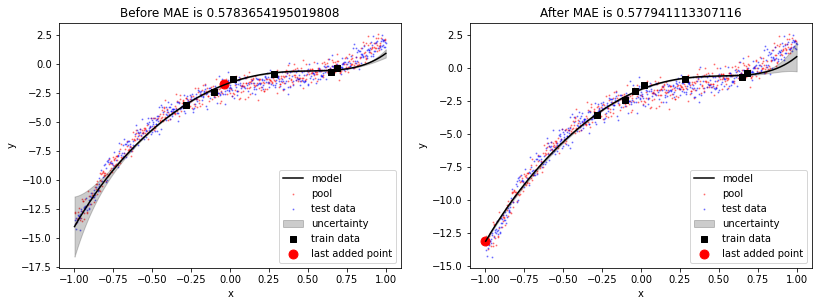 Before MAE is 0.5783654195019808
2.5
0.0
−2.5
−5.0
−7.5
−10.0
−12.5
−15.0
−17.5
y
−1.00 −0.75 −0.50 −0.25 0.00 0.25 0.50 0.75 1.00
x
model
pool
test data
uncertainty
train data
last added point
After MAE is 0.577941113307116
2.5
0.0
−2.5
−5.0
−7.5
−10.0
−12.5
−15.0
y
−1.00 −0.75 −0.50 −0.25 0.00 0.25 0.50 0.75 1.00
x
model
pool
test data
uncertainty
train data
last added point